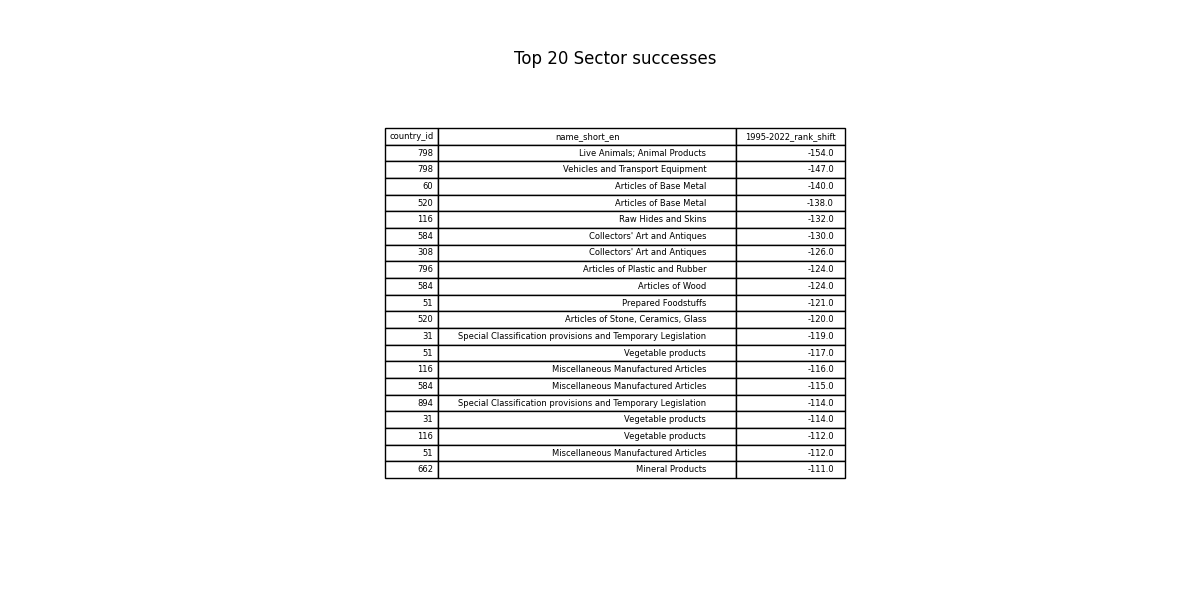 Top 20 Sector successes
country_id name_short_en 1995-2022_rank_shift
798 Live Animals; Animal Products -154.0
798 Vehicles and Transport Equipment -147.0
60 Articles of Base Metal -140.0
520 Articles of Base Metal -138.0
116 Raw Hides and Skins -132.0
584 Collectors' Art and Antiques -130.0
308 Collectors' Art and Antiques -126.0
796 Articles of Plastic and Rubber -124.0
584 Articles of Wood -124.0
51 Prepared Foodstuffs -121.0
520 Articles of Stone, Ceramics, Glass -120.0
31 Special Classification provisions and Temporary Legislation -119.0
51 Vegetable products -117.0
116 Miscellaneous Manufactured Articles -116.0
584 Miscellaneous Manufactured Articles -115.0
894 Special Classification provisions and Temporary Legislation -114.0
31 Vegetable products -114.0
116 Vegetable products -112.0
51 Miscellaneous Manufactured Articles -112.0
662 Mineral Products -111.0